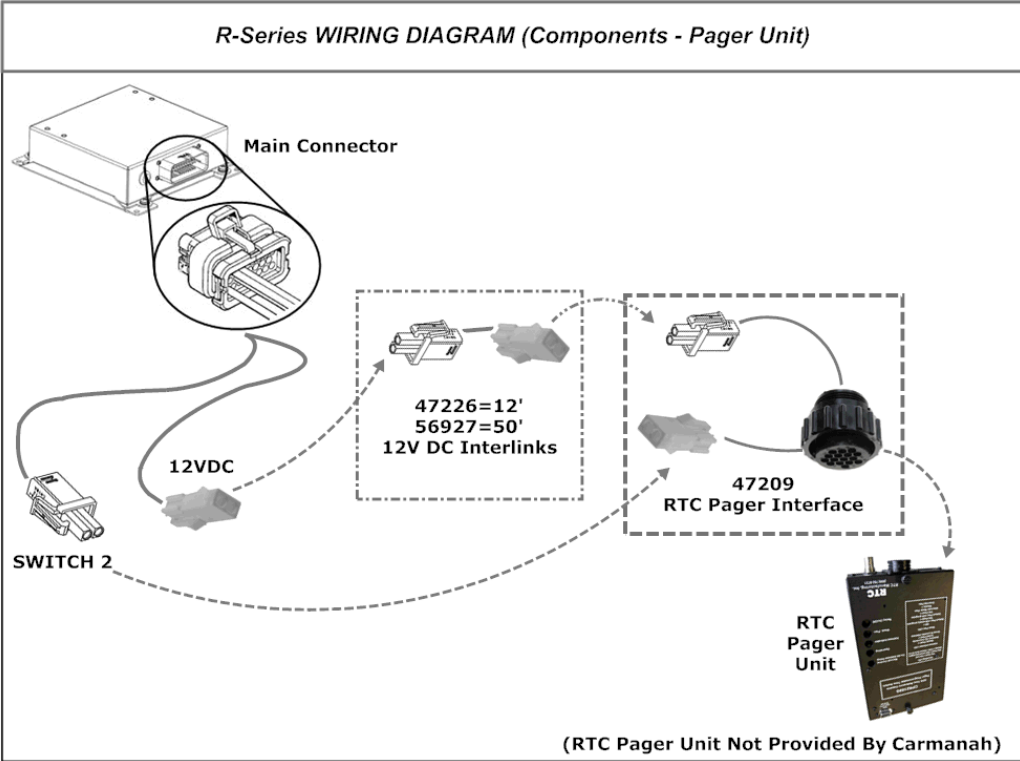 R-Series WIRING DIAGRAM (Components - Pager Unit)
Main Connector
47226=12'
56927=50'
12V DC Interlinks
12VDC
47209
RTC Pager Interface
SWITCH 2
RTC
Pager
Unit
RTC
(RTC Pager Unit Not Provided By Carmanah)